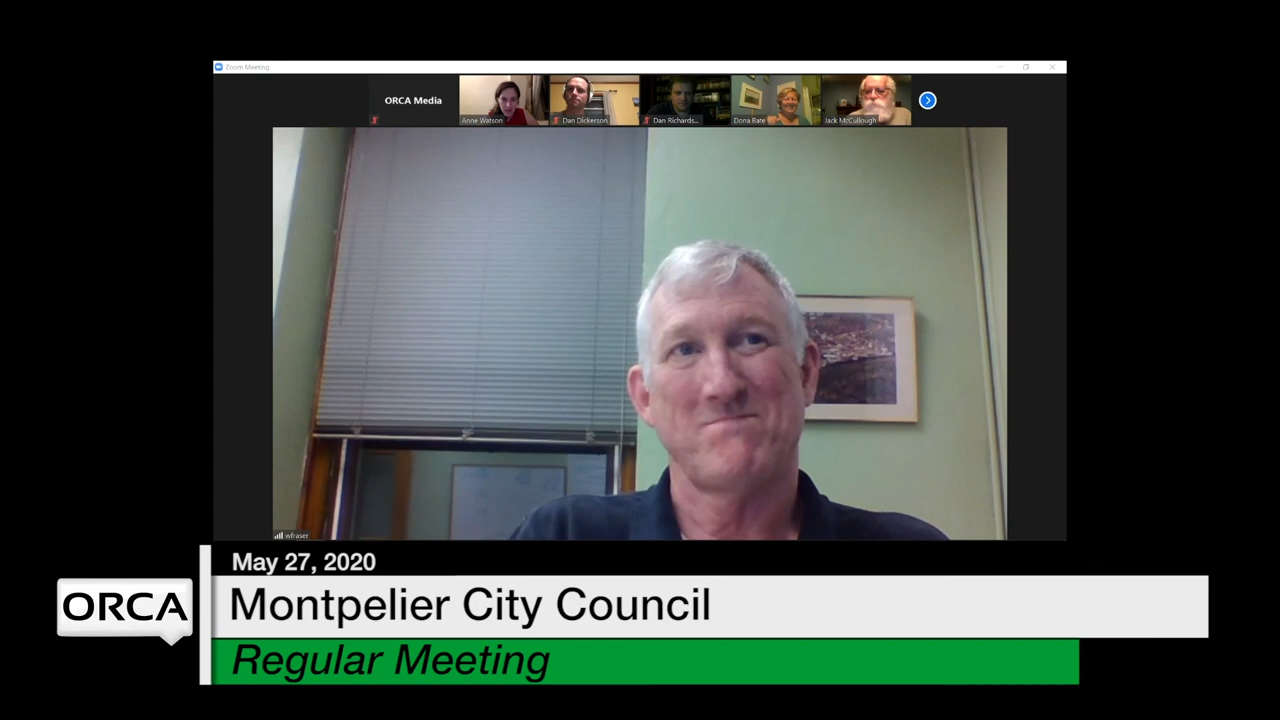 Zoom Meeting
ORCA Media
Anne Watson
Dan Dickerson
Dan Richards...
Dona Bate
Jack McCullough
wfraser
May 27, 2020
ORCA
Montpelier City Council
Regular Meeting